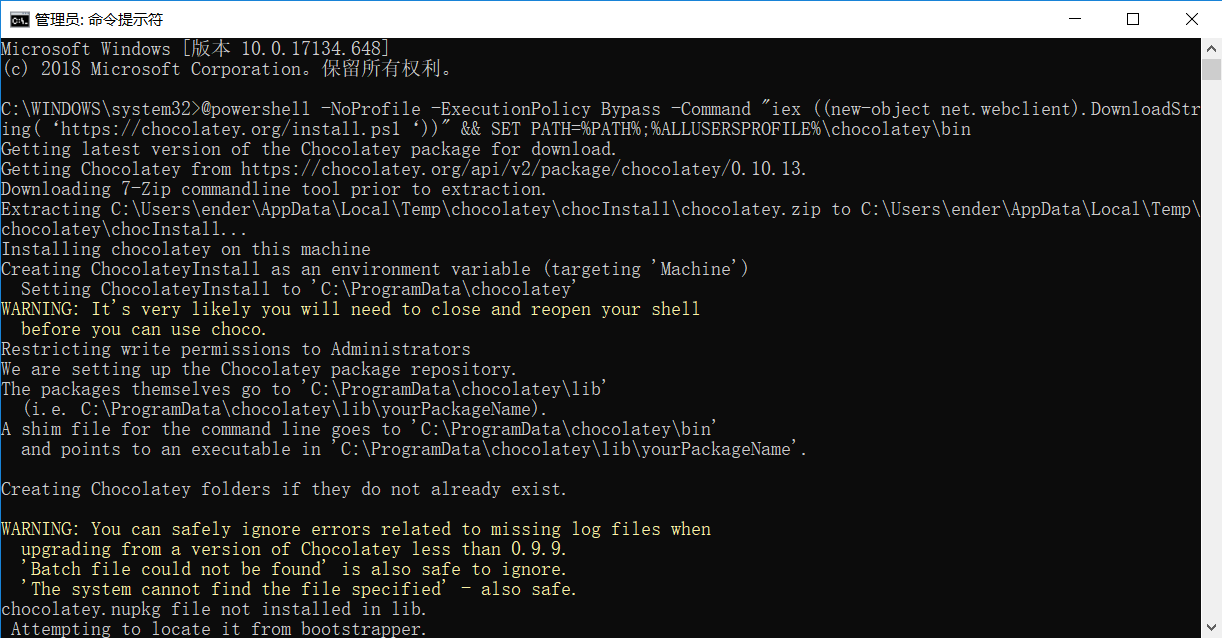 管理员: 命令提示符
Microsoft Windows [版本 10.0.17134.648]
(c) 2018 Microsoft Corporation。保留所有权利。
C:\WINDOWS\system32>@powershell -NoProfile -ExecutionPolicy Bypass -Command "iex ((new-object net.webclient).DownloadStr
ing( ‘https://chocolatey.org/install.ps1 ‘))" && SET PATH=%PATH%;%ALLUSERSPROFILE%\chocolatey\bin
Getting latest version of the Chocolatey package for download.
Getting Chocolatey from https://chocolatey.org/api/v2/package/chocolatey/0.10.13.
Downloading 7-Zip commandline tool prior to extraction.
Extracting C:\Users\ender\AppData\Local\Temp\chocolatey\chocInstall\chocolatey.zip to C:\Users\ender\AppData\Local\Temp\
chocolatey\chocInstall...
Installing chocolatey on this machine
Creating ChocolateyInstall as an environment variable (targeting 'Machine')
  Setting ChocolateyInstall to 'C:\ProgramData\chocolatey'
WARNING: It's very likely you will need to close and reopen your shell
  before you can use choco.
Restricting write permissions to Administrators
We are setting up the Chocolatey package repository.
The packages themselves go to 'C:\ProgramData\chocolatey\lib'
  (i.e. C:\ProgramData\chocolatey\lib\yourPackageName).
A shim file for the command line goes to 'C:\ProgramData\chocolatey\bin'
  and points to an executable in 'C:\ProgramData\chocolatey\lib\yourPackageName'.
Creating Chocolatey folders if they do not already exist.
WARNING: You can safely ignore errors related to missing log files when
  upgrading from a version of Chocolatey less than 0.9.9.
  'Batch file could not be found' is also safe to ignore.
  'The system cannot find the file specified' - also safe.
chocolatey.nupkg file not installed in lib.
 Attempting to locate it from bootstrapper.